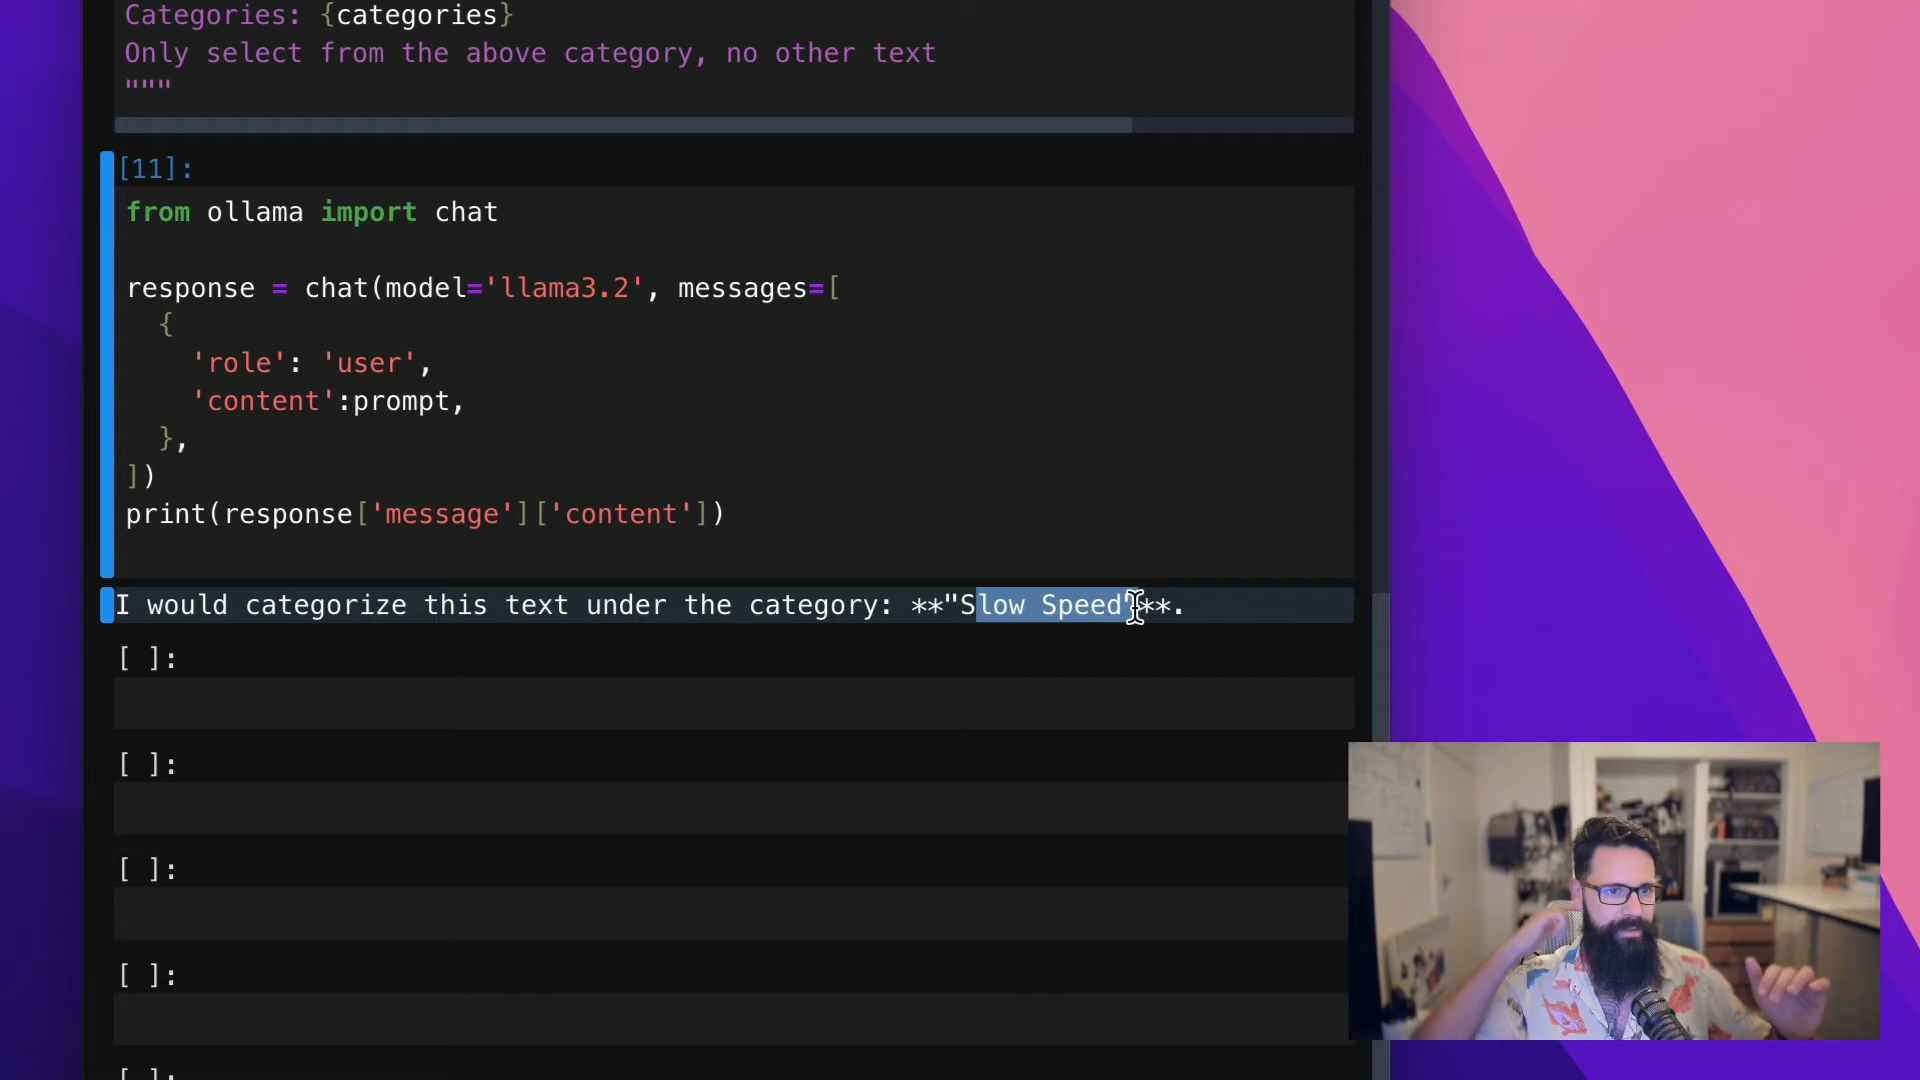 Categories: {categories}
Only select from the above category, no other text
"""
[11]:
from ollama import chat
response = chat(model='llama3.2', messages=[
{
'role': 'user',
'content':prompt,
},
])
print(response['message']['content'])
I would categorize this text under the category: **"Slow Speed"**.
[ ]:
[ ]:
[ ]:
[ ]:
[ ]: